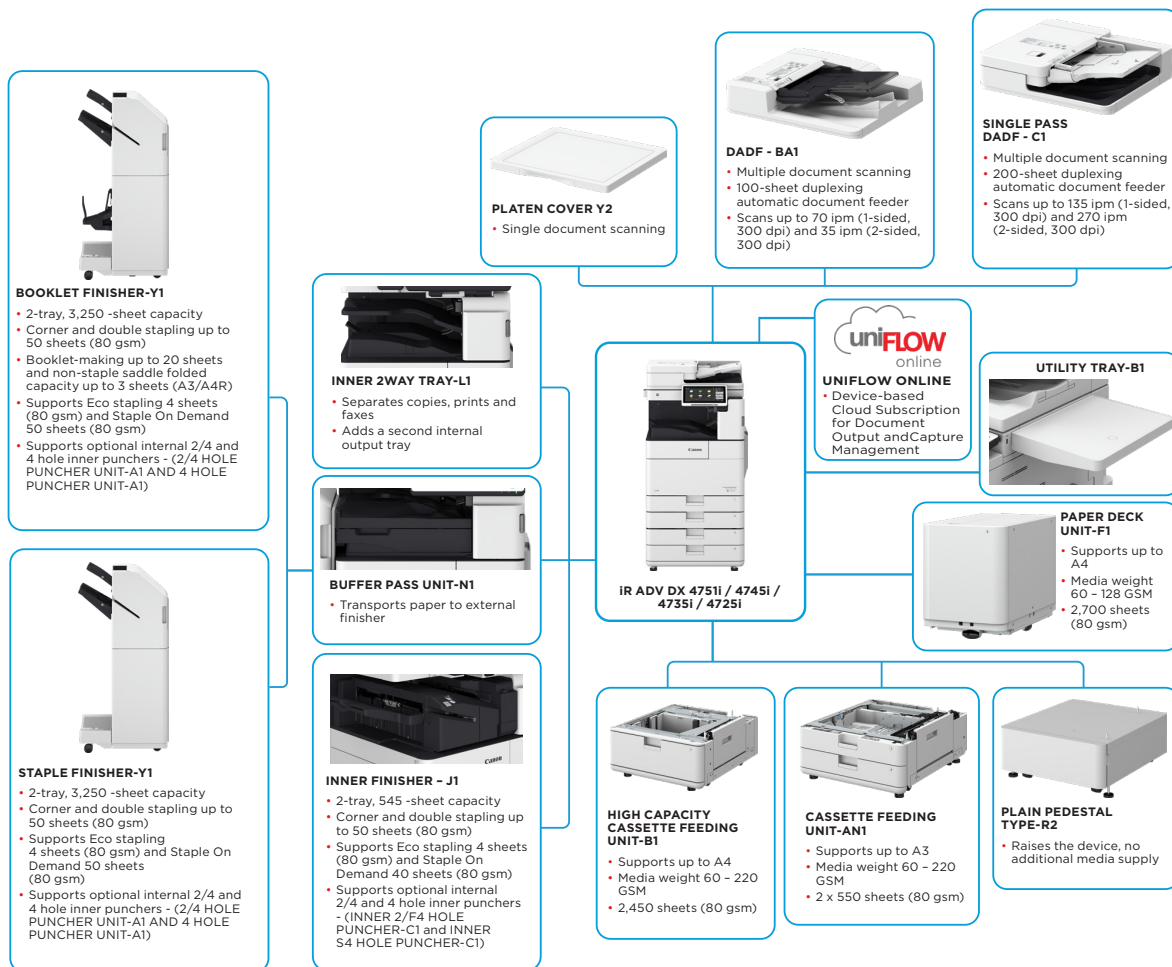 BOOKLET FINISHER-Y1
• 2-tray, 3,250 -sheet capacity
• Corner and double stapling up to
50 sheets (80 gsm)
• Booklet-making up to 20 sheets
and non-staple saddle folded
capacity up to 3 sheets (A3/A4R)
• Supports Eco stapling 4 sheets
(80 gsm) and Staple On Demand
50 sheets (80 gsm)
• Supports optional internal 2/4 and
4 hole inner punchers - (2/4 HOLE
PUNCHER UNIT-A1 AND 4 HOLE
PUNCHER UNIT-A1)
STAPLE FINISHER-Y1
• 2-tray, 3,250 -sheet capacity
• Corner and double stapling up to
50 sheets (80 gsm)
• Supports Eco stapling
4 sheets (80 gsm) and Staple On
Demand 50 sheets
(80 gsm)
• Supports optional internal 2/4 and
4 hole inner punchers - (2/4 HOLE
PUNCHER UNIT-A1 AND 4 HOLE
PUNCHER UNIT-A1)
INNER 2WAY TRAY-L1
• Separates copies, prints and
faxes
• Adds a second internal
output tray
BUFFER PASS UNIT-N1
• Transports paper to external
finisher
Canon
INNER FINISHER – J1
• 2-tray, 545 -sheet capacity
• Corner and double stapling up
to 50 sheets (80 gsm)
• Supports Eco stapling 4 sheets
(80 gsm) and Staple On
Demand 40 sheets (80 gsm)
• Supports optional internal
2/4 and 4 hole inner punchers
- (INNER 2/F4 HOLE
PUNCHER-C1 and INNER
S4 HOLE PUNCHER-C1)
PLATEN COVER Y2
• Single document scanning
DADF - BA1
• Multiple document scanning
• 100-sheet duplexing
automatic document feeder
• Scans up to 70 ipm (1-sided,
300 dpi) and 35 ipm (2-sided,
300 dpi)
SINGLE PASS
DADF - C1
• Multiple document scanning
• 200-sheet duplexing
automatic document feeder
• Scans up to 135 ipm (1-sided,
300 dpi) and 270 ipm
(2-sided, 300 dpi)
Canon
iR ADV DX 4751i / 4745i /
4735i / 4725i
uniFLOW
online
UNIFLOW ONLINE
• Device-based
Cloud Subscription
for Document
Output andCapture
Management
UTILITY TRAY-B1
PAPER DECK
UNIT-F1
• Supports up to
A4
• Media weight
60 – 128 GSM
• 2,700 sheets
(80 gsm)
HIGH CAPACITY
CASSETTE FEEDING
UNIT-B1
• Supports up to A4
• Media weight 60 – 220
GSM
• 2,450 sheets (80 gsm)
CASSETTE FEEDING
UNIT-AN1
• Supports up to A3
• Media weight 60 – 220
GSM
• 2 x 550 sheets (80 gsm)
PLAIN PEDESTAL
TYPE-R2
• Raises the device, no
additional media supply